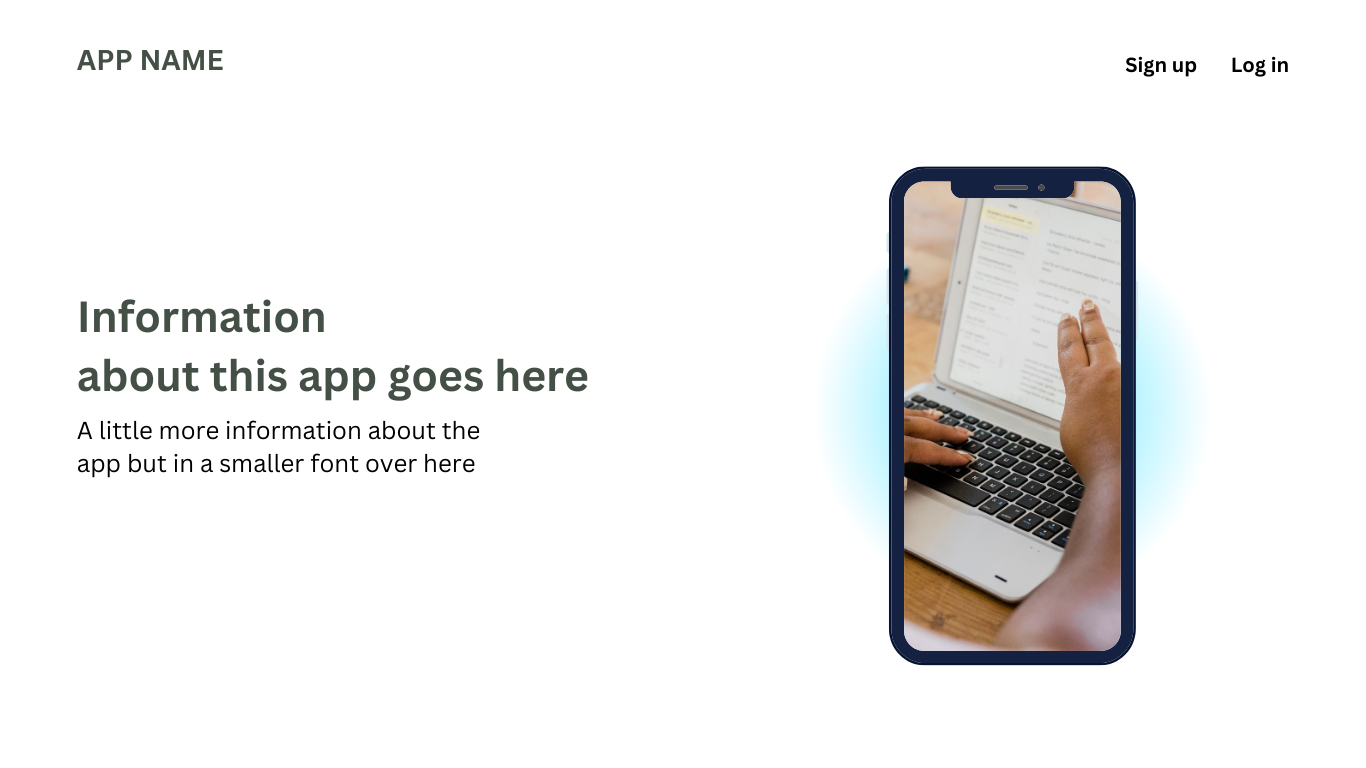 APP NAME
Sign up
Log in
Information
about this app goes here
A little more information about the
app but in a smaller font over here